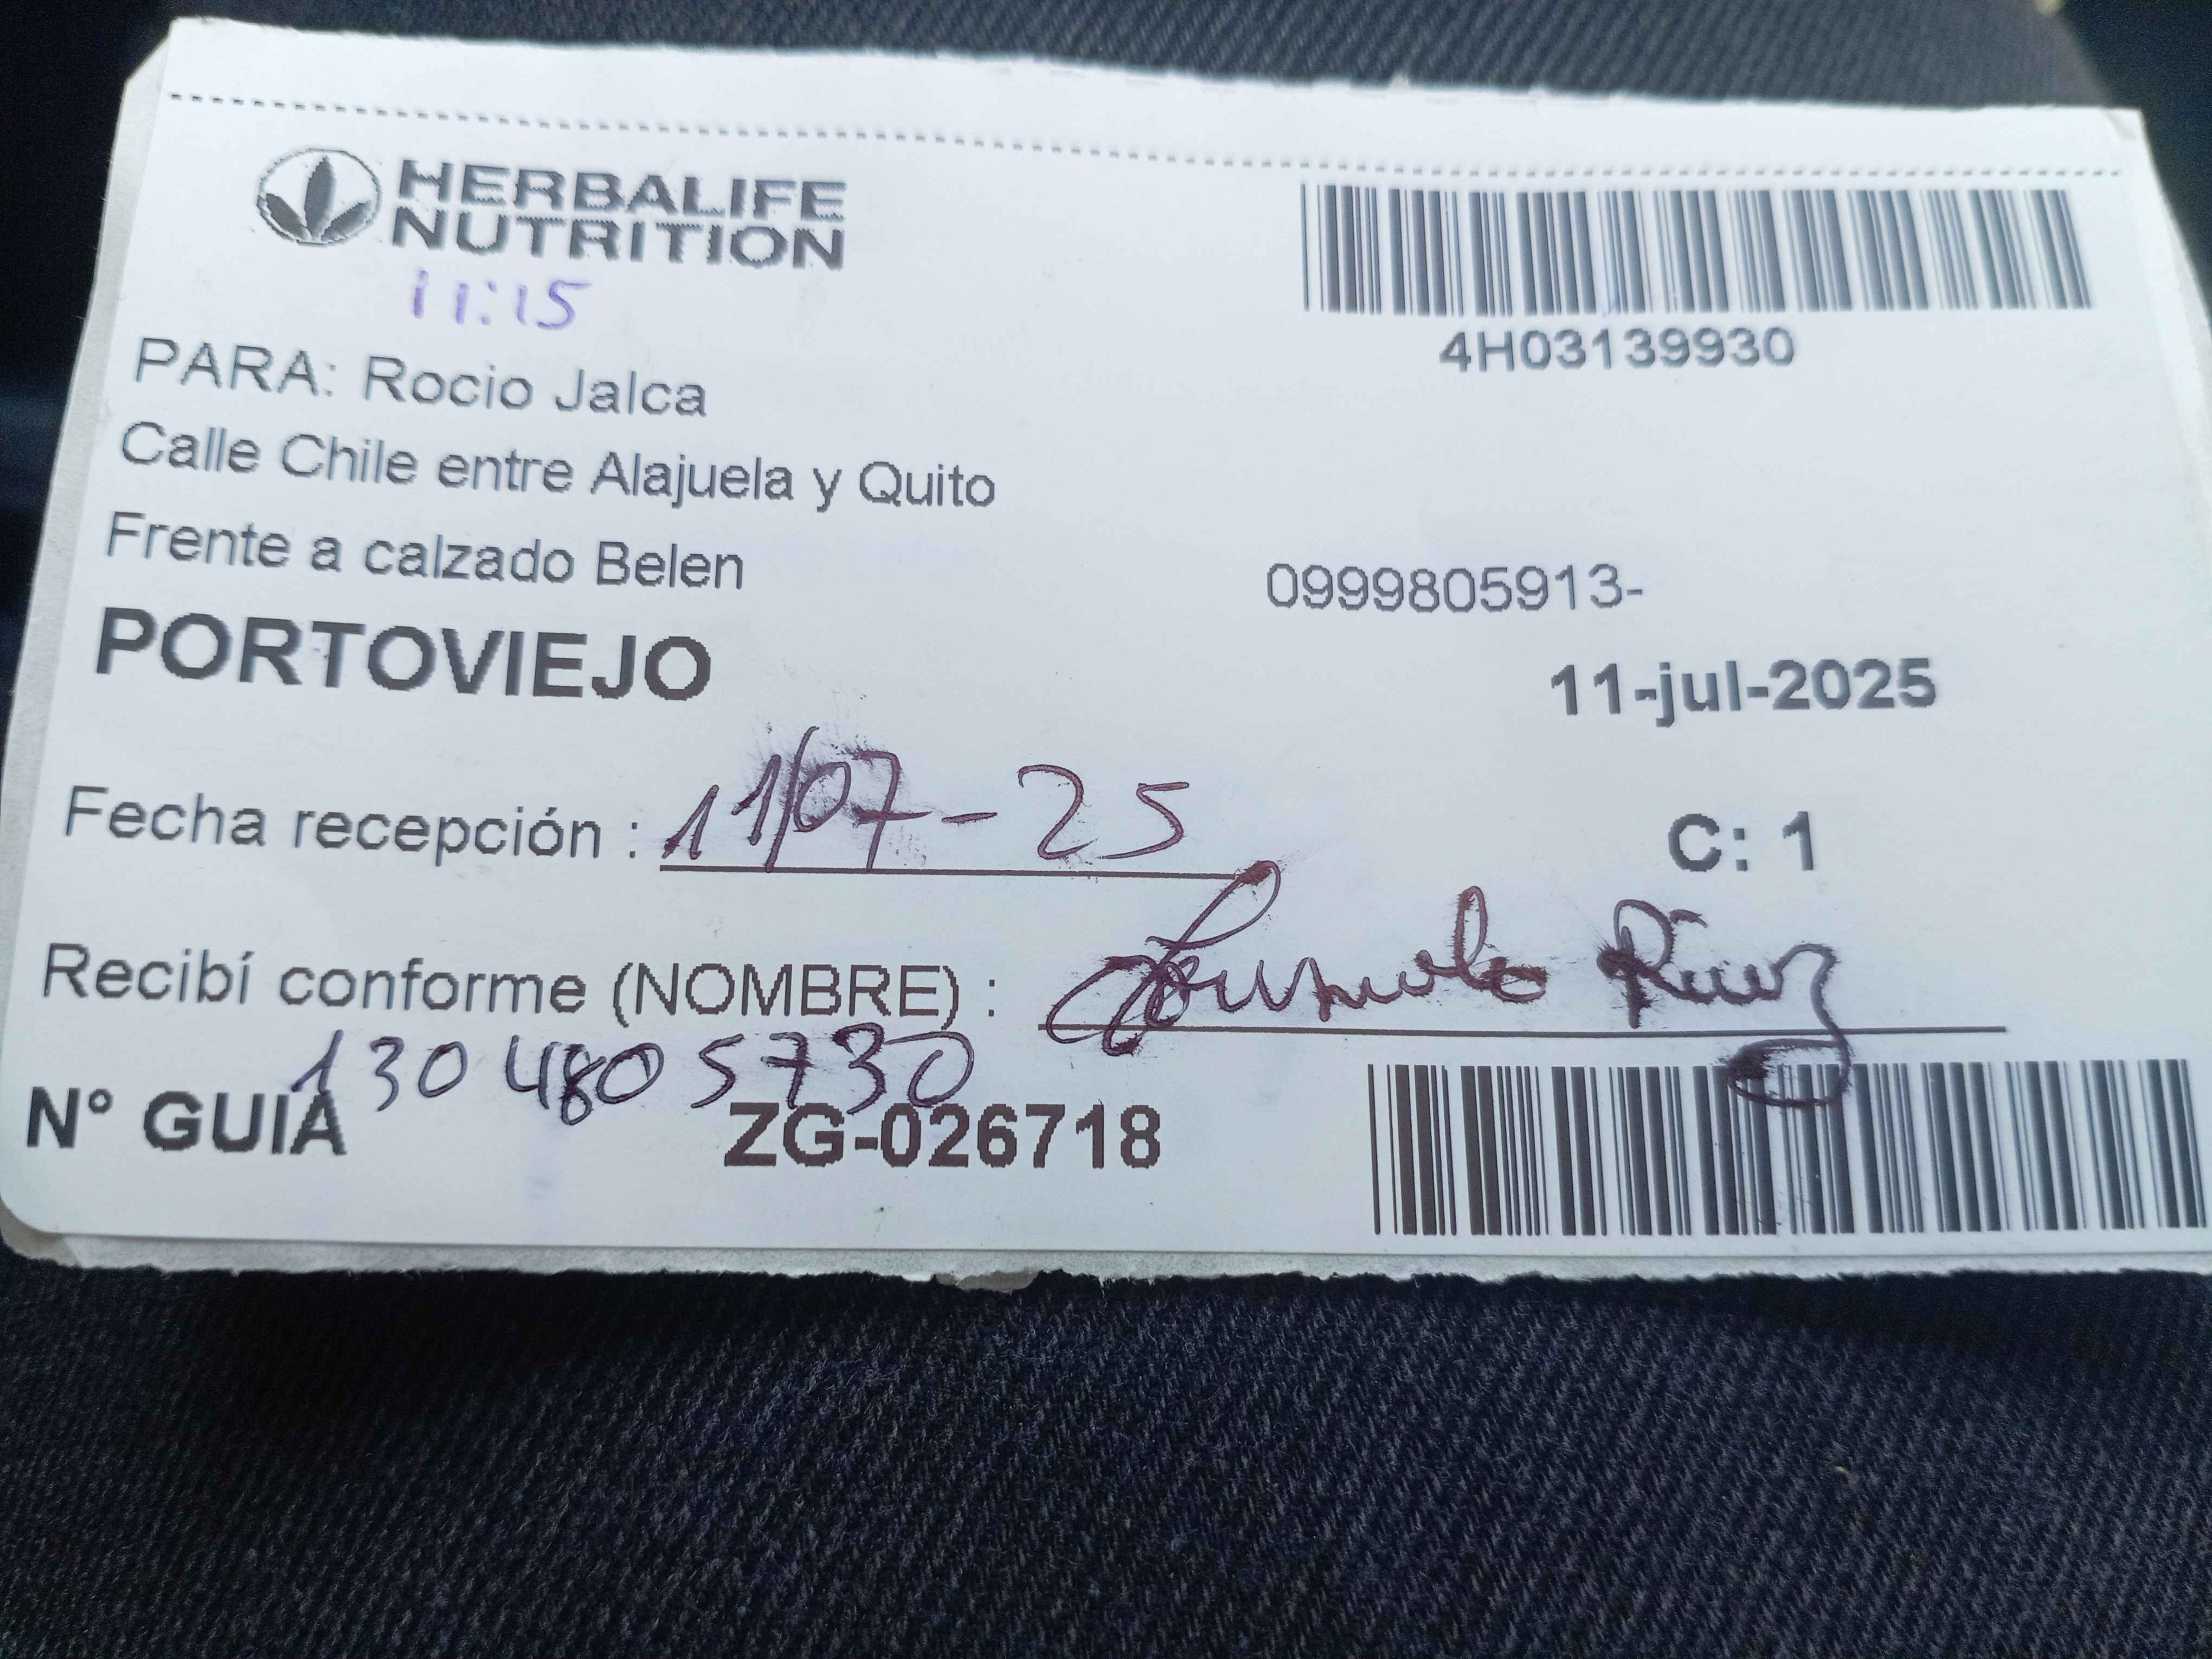 HERBALIFE
NUTRITION
11:15
4H03139930
PARA: Rocio Jalca
Calle Chile entre Alajuela y Quito
Frente a calzado Belen
0999805913-
PORTOVIEJO
11-jul-2025
Fecha recepción : 11/07-25
C: 1
Recibí conforme (NOMBRE) : Ruiz
1304805730
N° GUIA ZG-026718